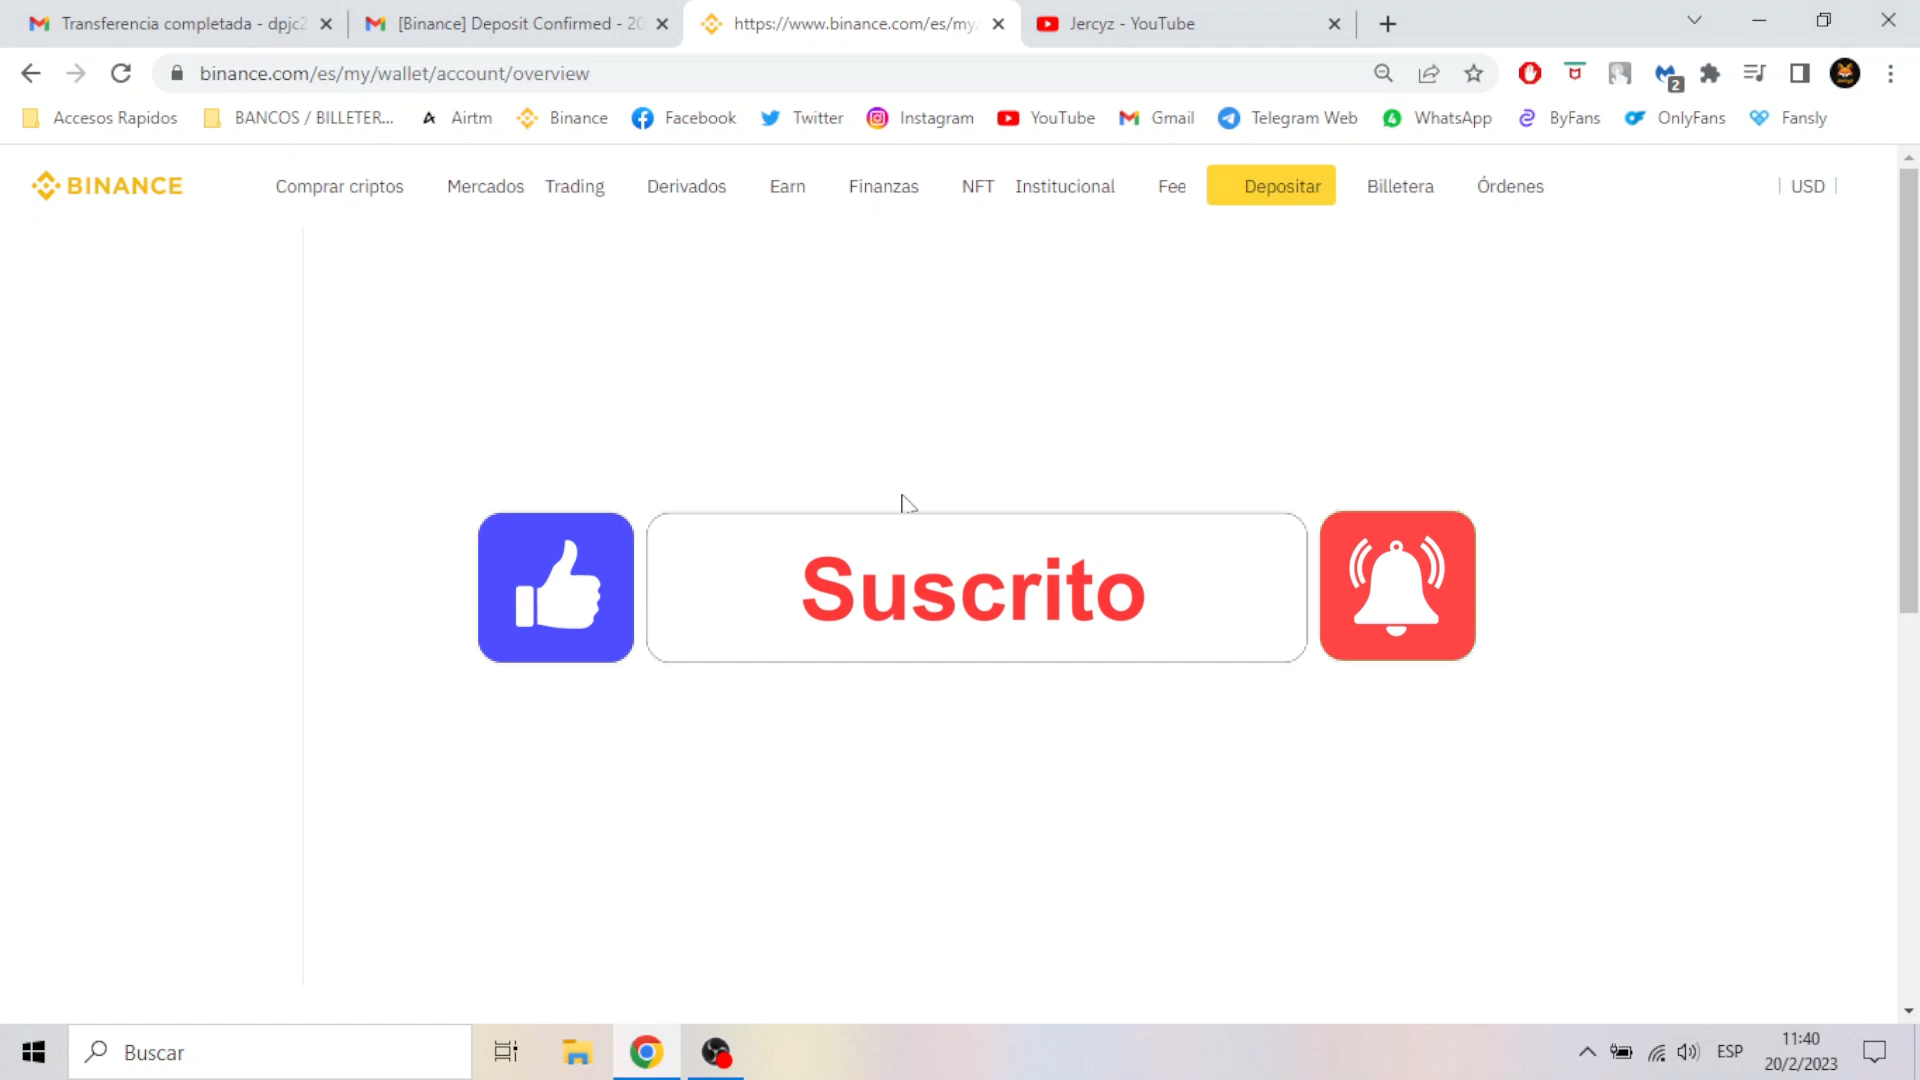 Transferencia completada - dpjc2
[Binance] Deposit Confirmed - 20
https://www.binance.com/es/my/
Jercyz - YouTube
binance.com/es/my/wallet/account/overview
2
Accesos Rapidos
BANCOS / BILLETER...
Airtm
Binance
Facebook
Twitter
Instagram
YouTube
Gmail
Telegram Web
4
WhatsApp
ByFans
OnlyFans
Fansly
BINANCE
Comprar criptos
Mercados
Trading
Derivados
Earn
Finanzas
NFT
Institucional
Fee
Depositar
Billetera
Órdenes
| USD |
Suscrito
Buscar
ESP
11:40
20/2/2023